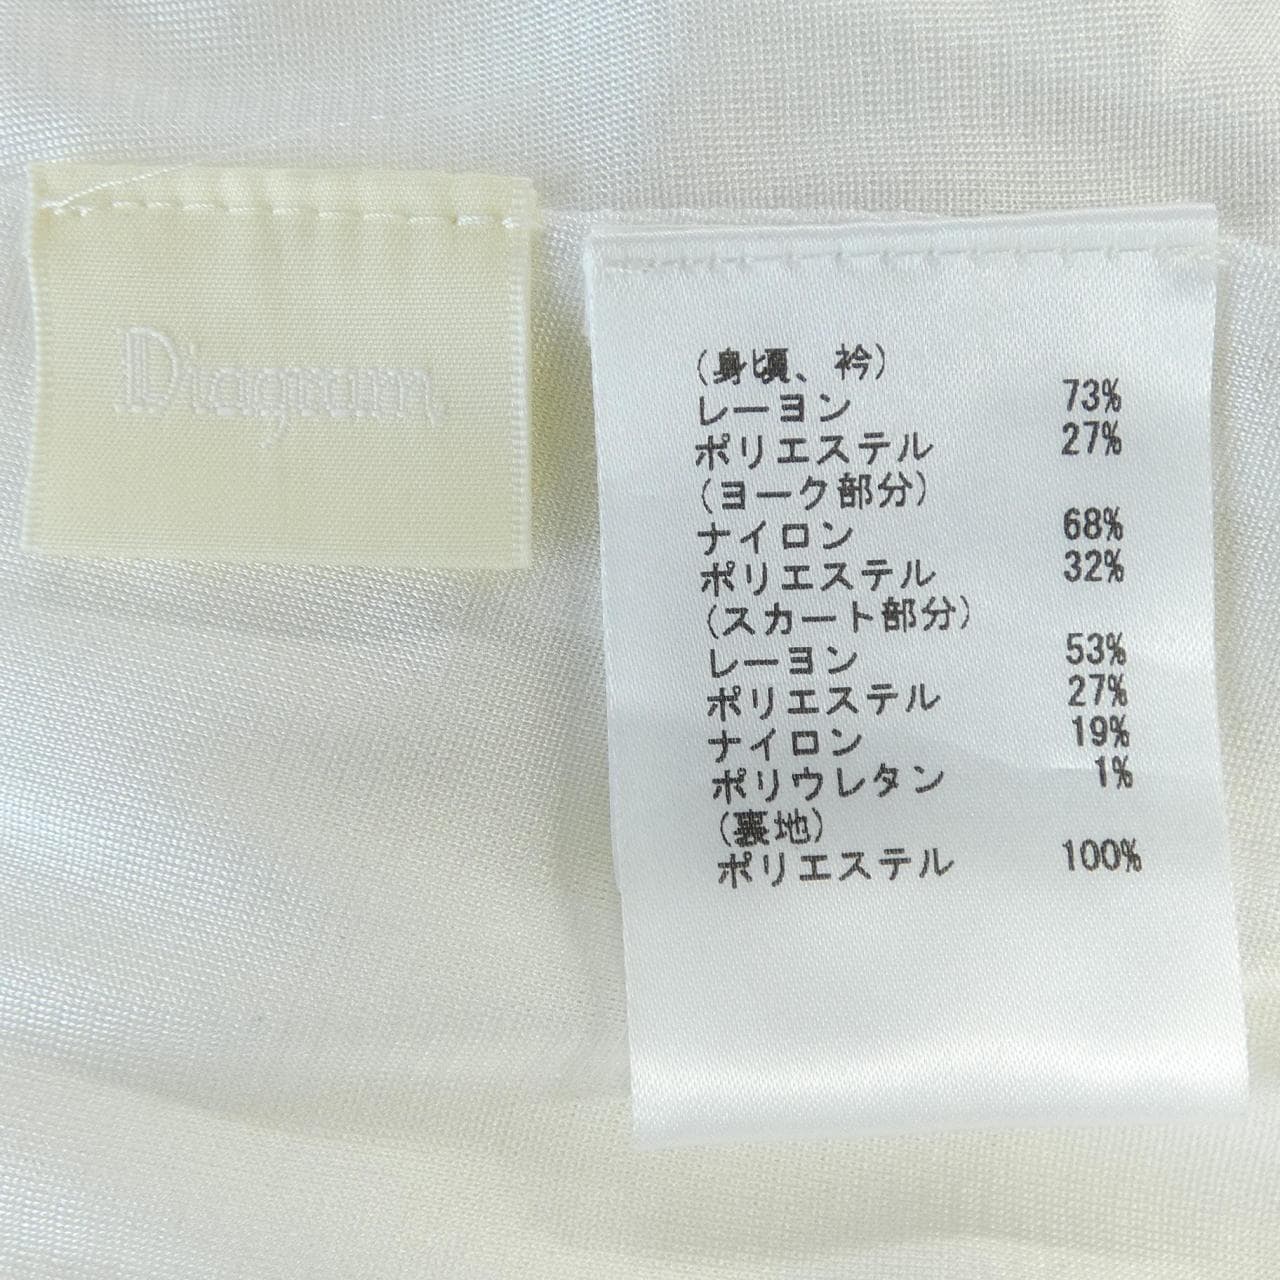 Diagram
(身頃、衿)
レーヨン 73%
ポリエステル 27%
(ヨーク部分)
ナイロン 68%
ポリエステル 32%
(スカート部分)
レーヨン 53%
ポリエステル 27%
ナイロン 19%
ポリウレタン 1%
(裏地)
ポリエステル 100%